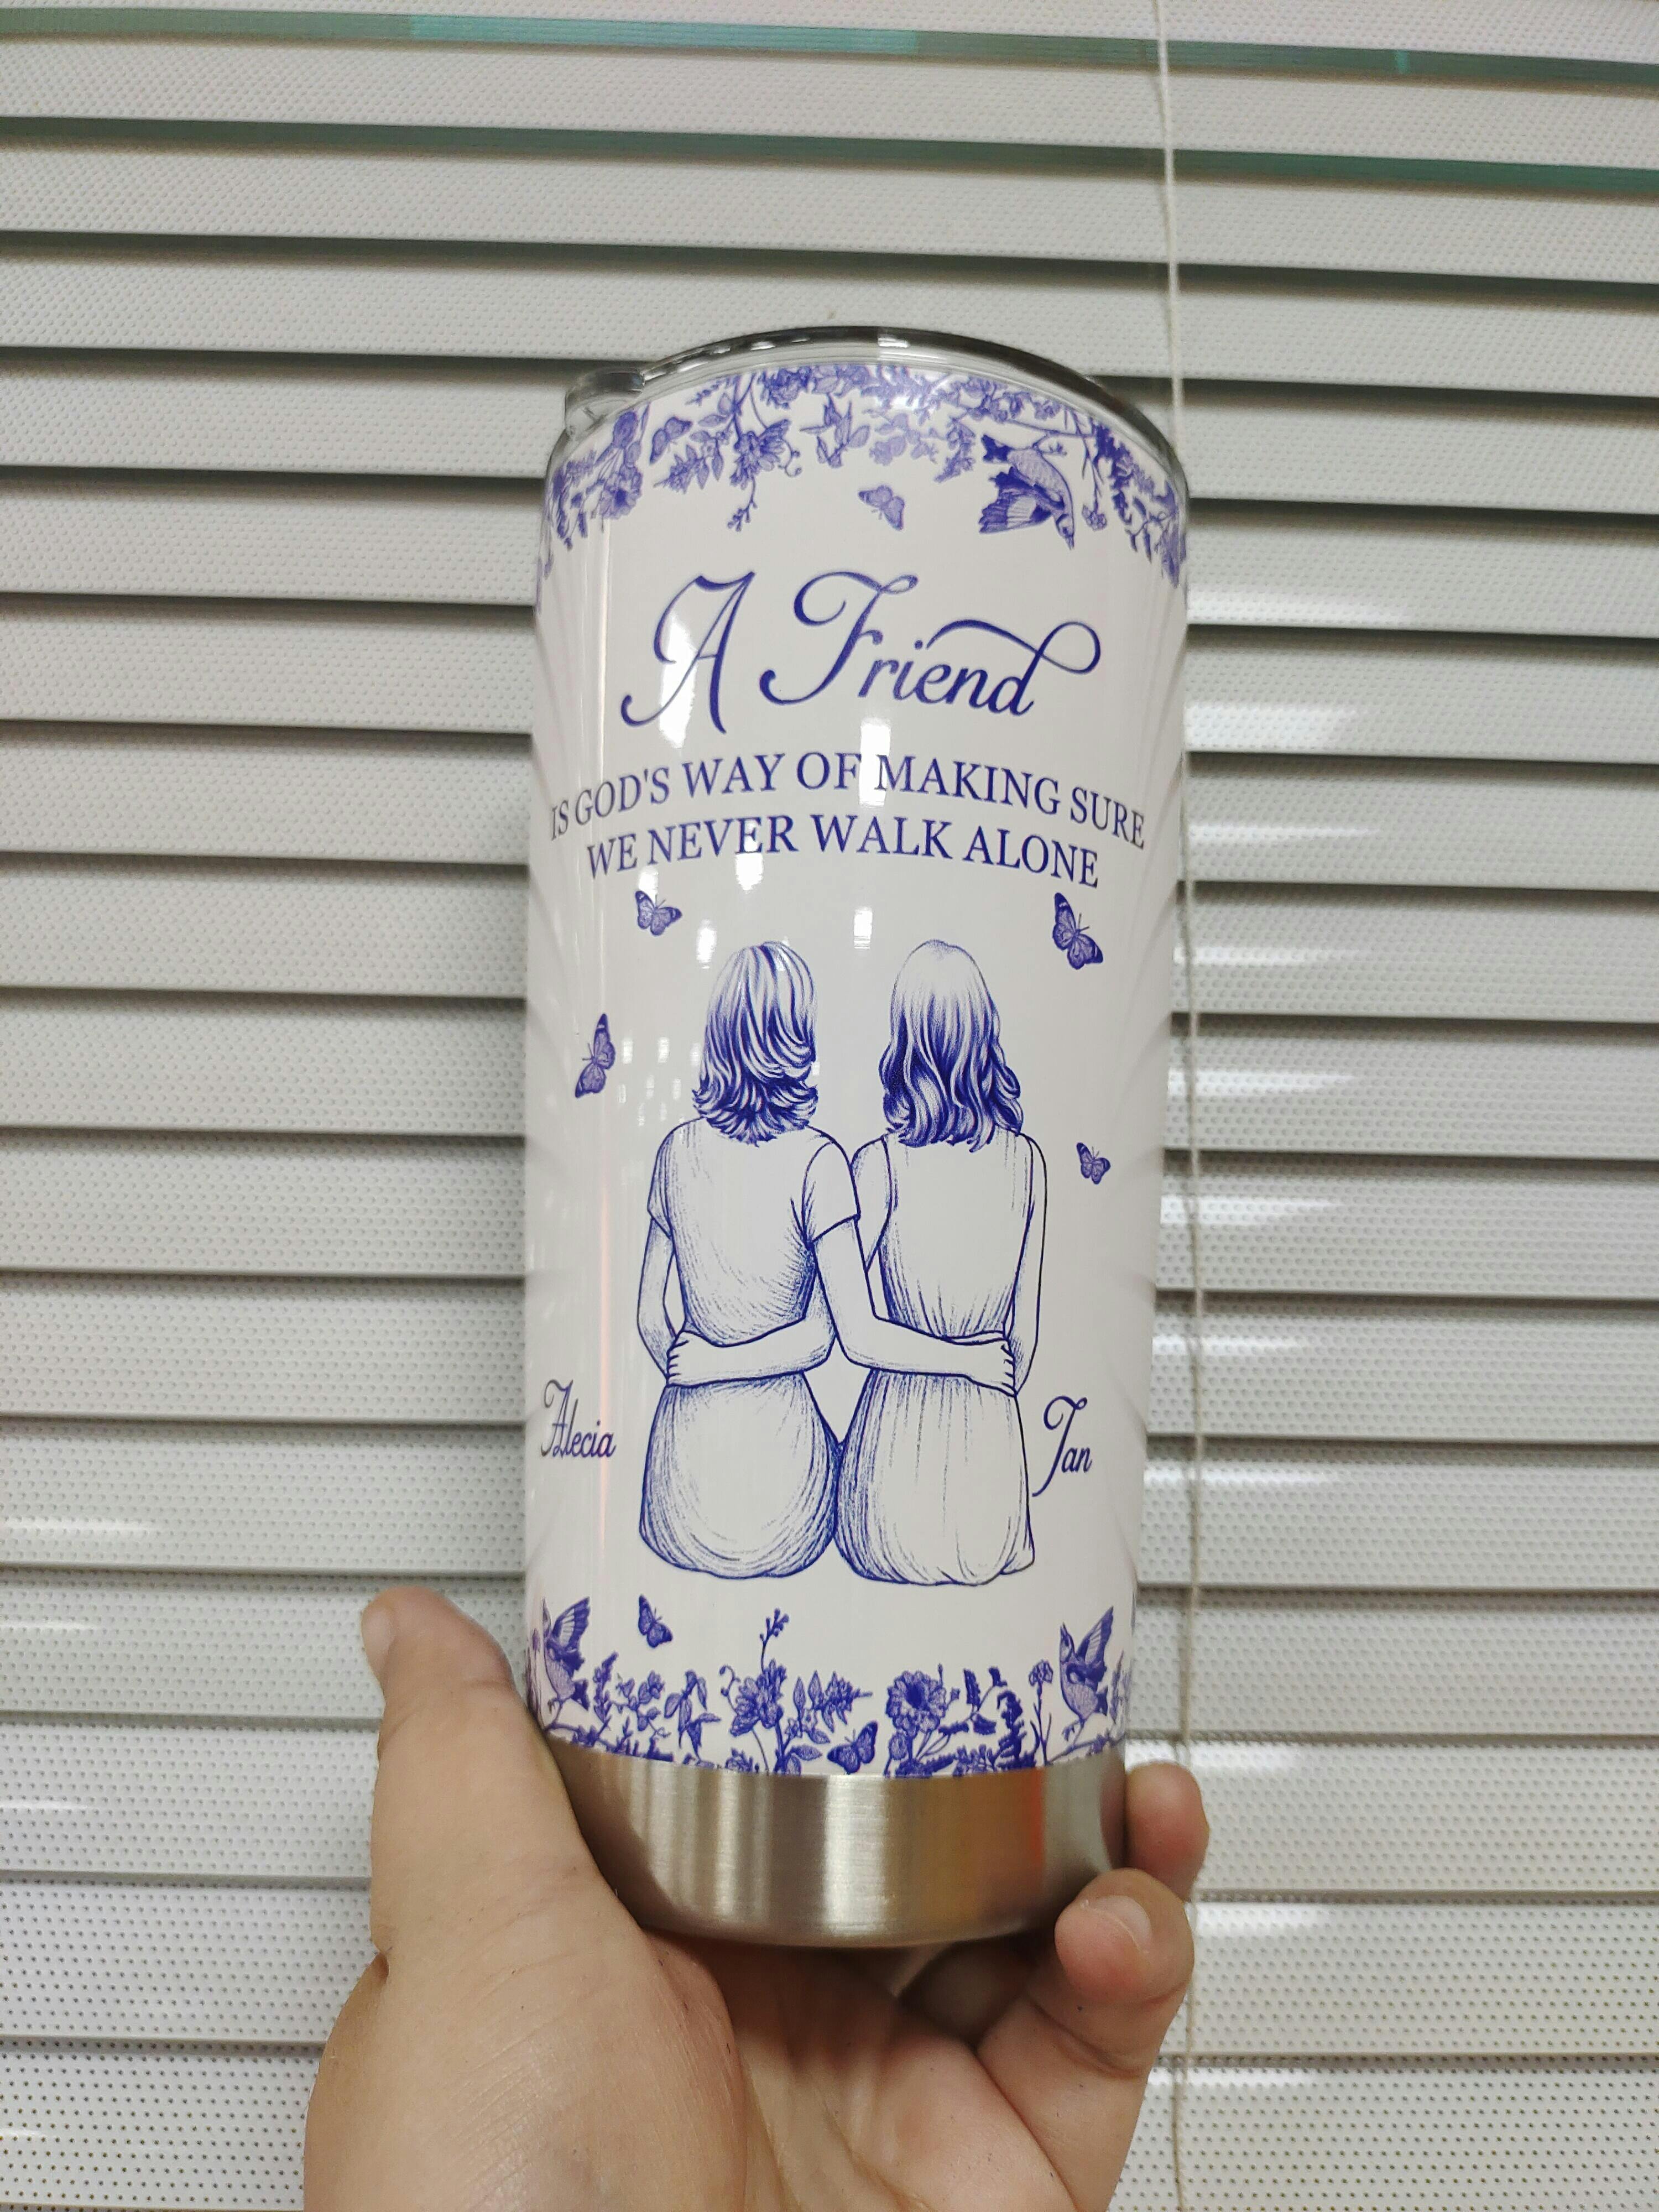 A Friend
IS GOD'S WAY OF MAKING SURE
WE NEVER WALK ALONE
Alecia
Jan